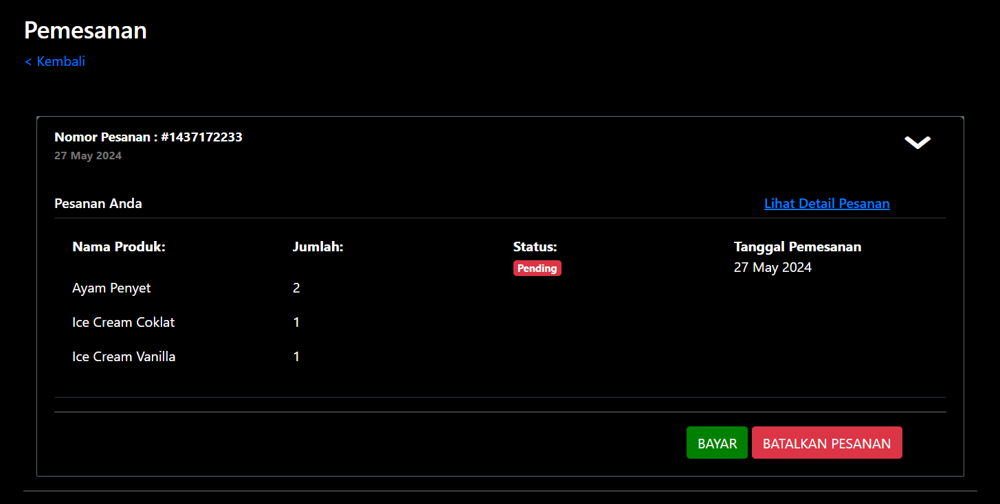 Pemesanan
< Kembali
Nomor Pesanan : #1437172233
27 May 2024
Pesanan Anda
Lihat Detail Pesanan
Nama Produk: Jumlah: Status: Tanggal Pemesanan
Pending 27 May 2024
Ayam Penyet 2
Ice Cream Coklat 1
Ice Cream Vanilla 1
BAYAR BATALKAN PESANAN